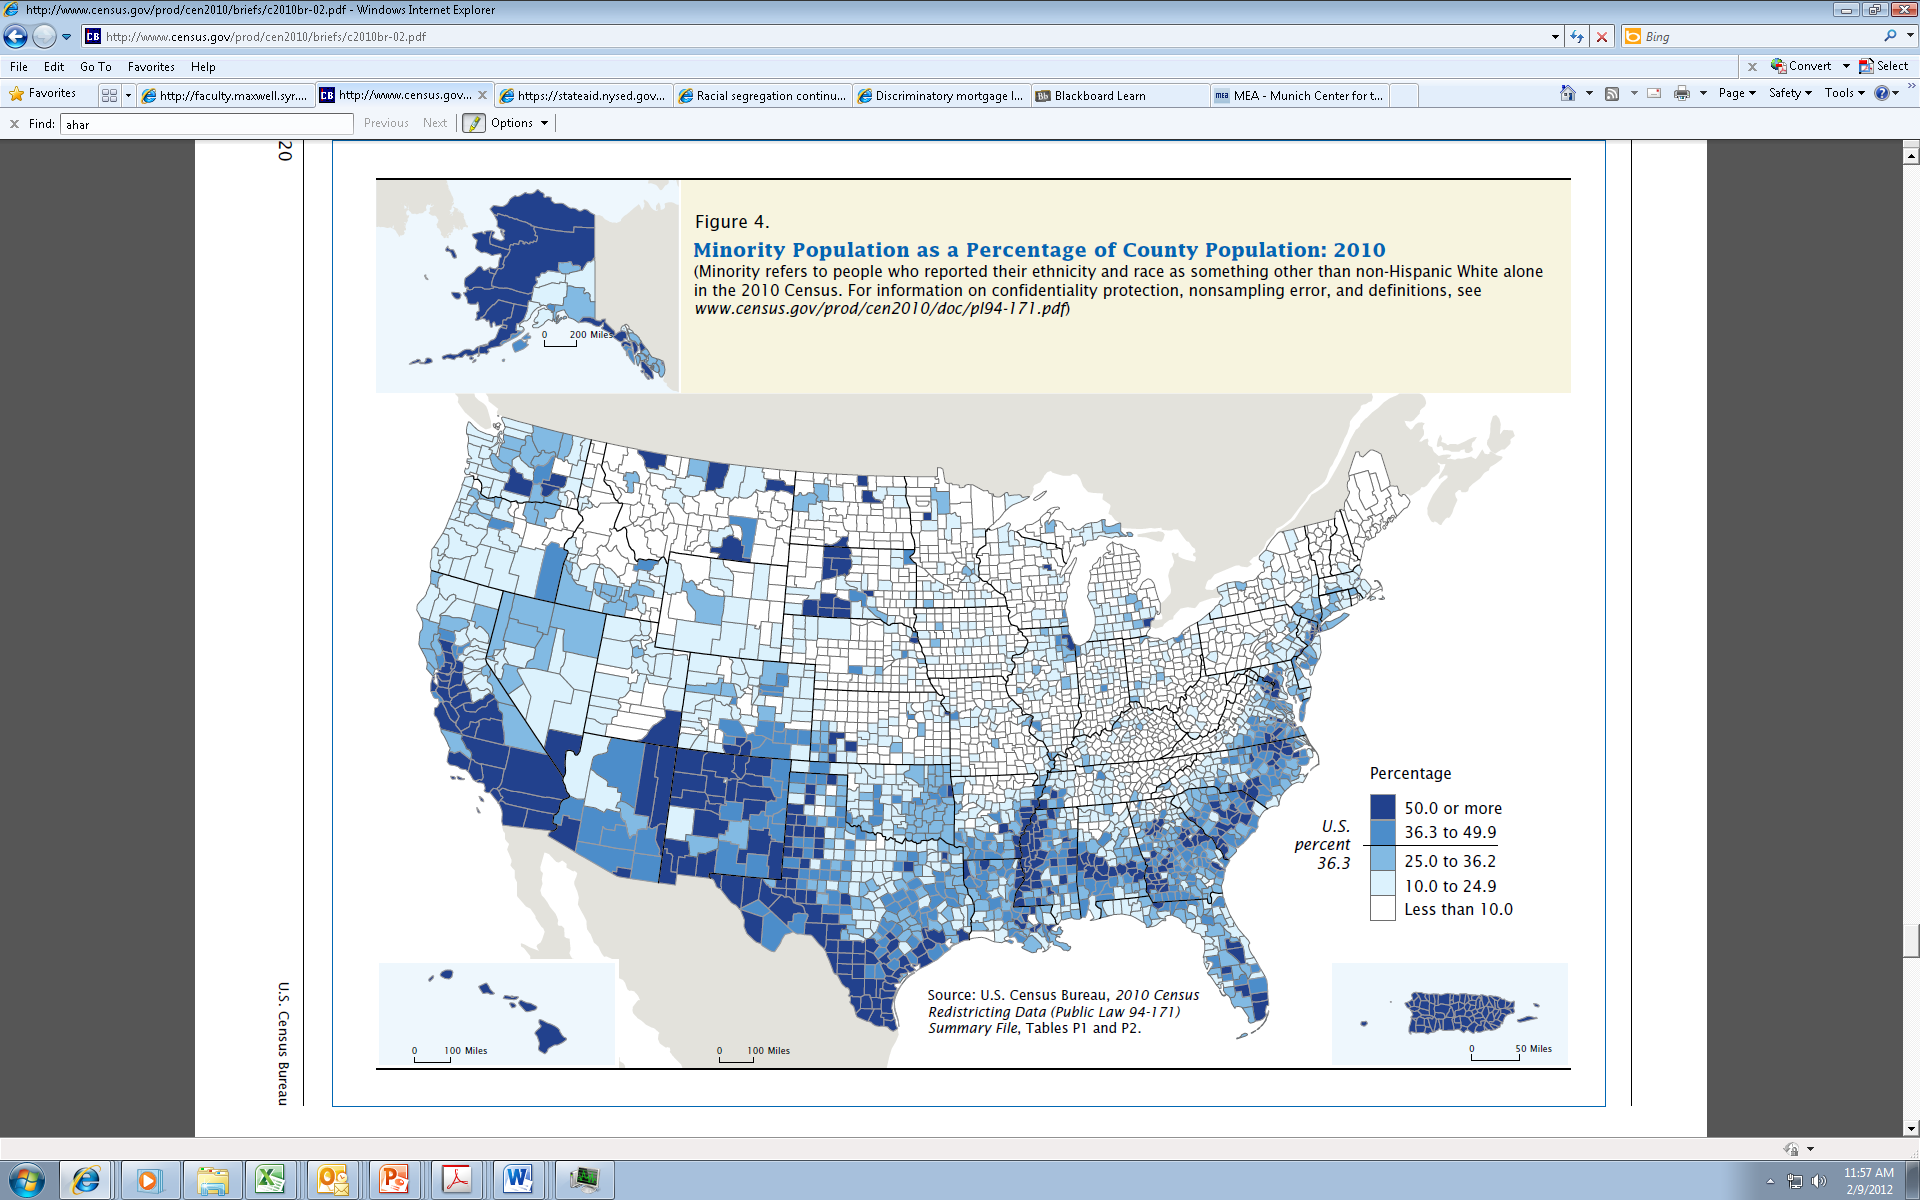 http://www.census.gov/prod/cen2010/briefs/c2010br-02.pdf - Windows Internet Explorer
http://www.census.gov/prod/cen2010/briefs/c2010br-02.pdf
Bing
File Edit Go To Favorites Help
Convert Select
Favorites
http://faculty.maxwell.syr....
http://www.census.gov...
https://stateaid.nysed.gov...
Racial segregation continu...
Discriminatory mortgage l...
Blackboard Learn
MEA - Munich Center for t...
Page Safety Tools
Find: ahar Previous Next Options
20
Figure 4.
Minority Population as a Percentage of County Population: 2010
(Minority refers to people who reported their ethnicity and race as something other than non-Hispanic White alone
in the 2010 Census. For information on confidentiality protection, nonsampling error, and definitions, see
www.census.gov/prod/cen2010/doc/pl94-171.pdf)
0 200 Miles
Percentage
50.0 or more
36.3 to 49.9
U.S.
percent
36.3
25.0 to 36.2
10.0 to 24.9
Less than 10.0
Source: U.S. Census Bureau, 2010 Census
Redistricting Data (Public Law 94-171)
Summary File, Tables P1 and P2.
0 100 Miles
0 100 Miles
0 50 Miles
U.S. Census Bureau
11:57 AM
2/9/2012